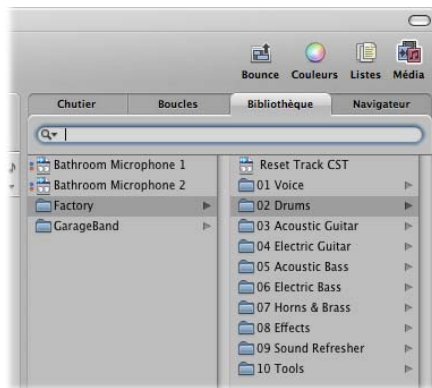 Bounce Couleurs Listes Média
Chutier Boucles Bibliothèque Navigateur
Bathroom Microphone 1
Bathroom Microphone 2
Factory
GarageBand
Reset Track CST
01 Voice
02 Drums
03 Acoustic Guitar
04 Electric Guitar
05 Acoustic Bass
06 Electric Bass
07 Horns & Brass
08 Effects
09 Sound Refresher
10 Tools